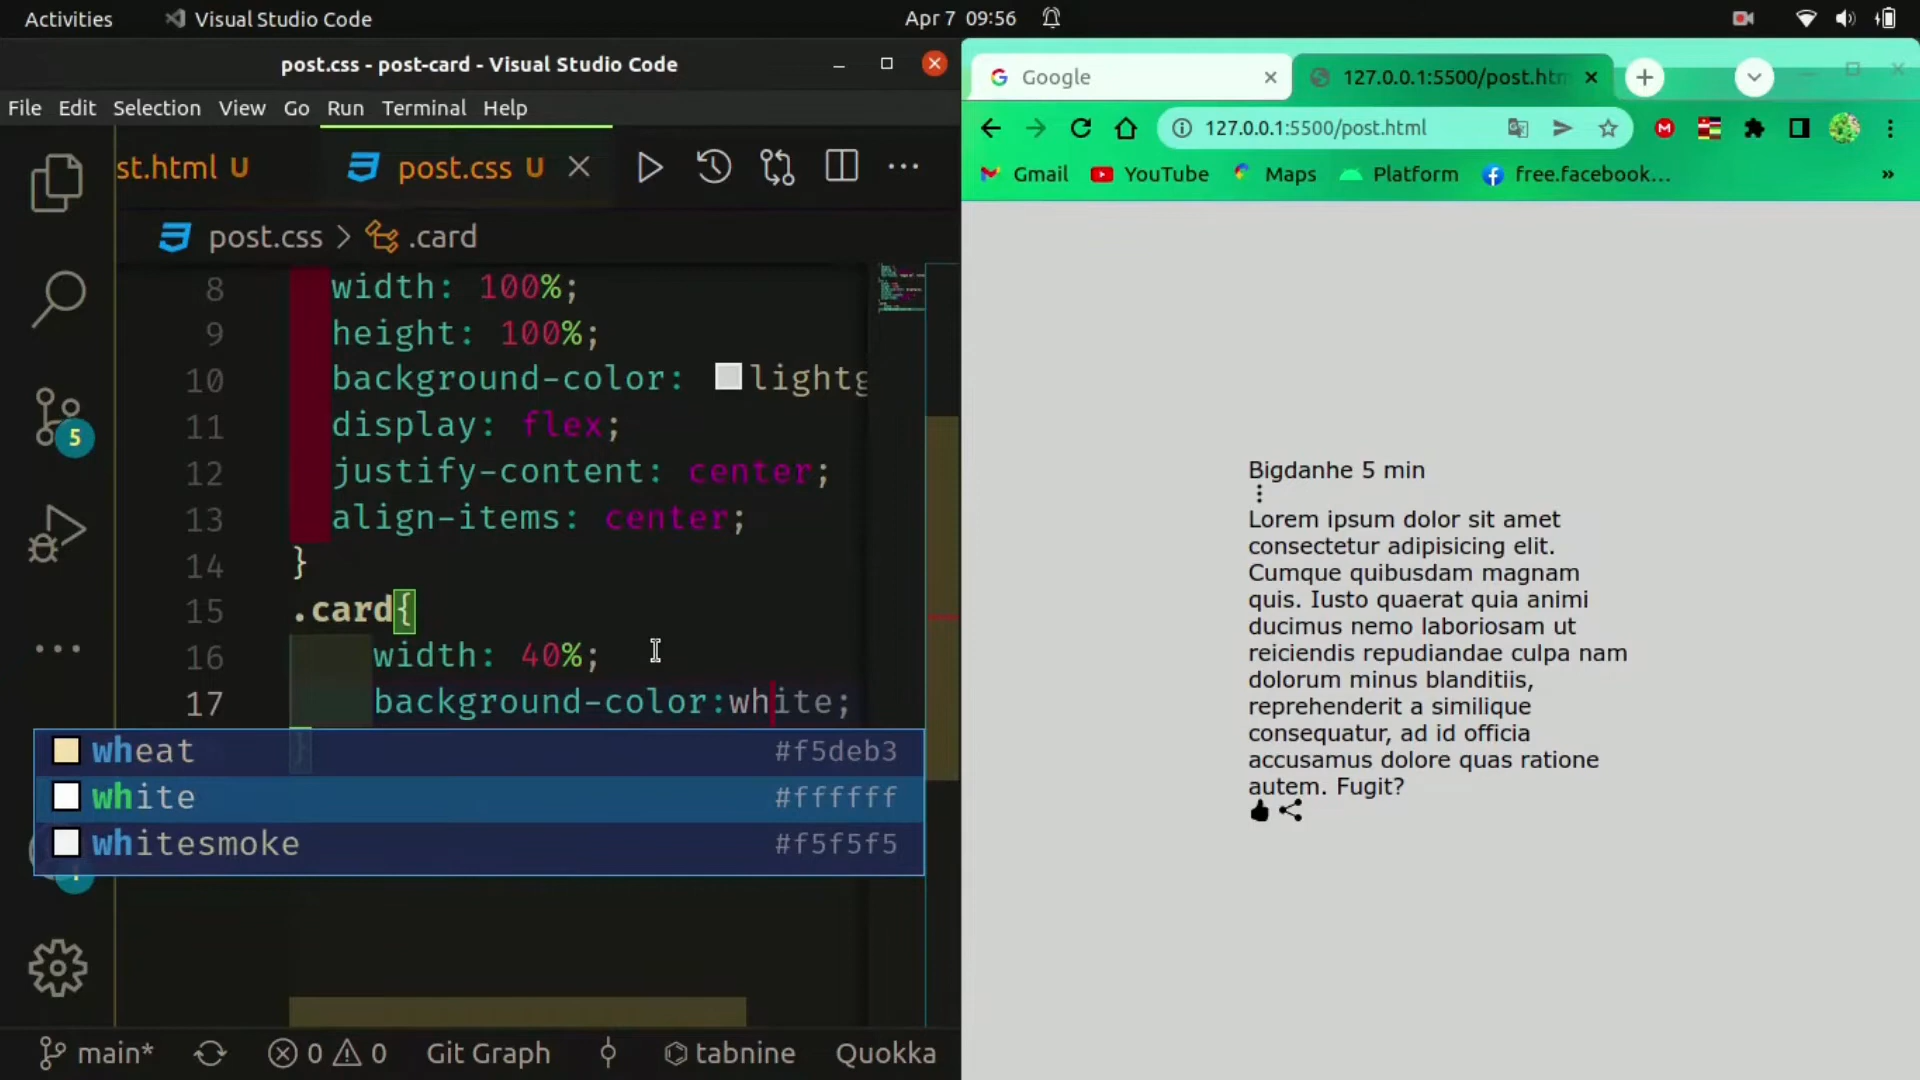 Activities
Visual Studio Code
Apr 7 09:56
post.css - post-card - Visual Studio Code
File Edit Selection View Go Run Terminal Help
st.html U
post.css U
post.css > .card
8 width: 100%;
9 height: 100%;
10 background-color: lightg
11 display: flex;
12 justify-content: center;
13 align-items: center;
14 }
15 .card{
16 width: 40%;
17 background-color:white;
}
wheat #f5deb3
white #ffffff
whitesmoke #f5f5f5
5
main* 0 0 Git Graph tabnine Quokka
Google
127.0.0.1:5500/post.htm
127.0.0.1:5500/post.html
Gmail YouTube Maps Platform free.facebook... »
Bigdanhe 5 min
Lorem ipsum dolor sit amet
consectetur adipisicing elit.
Cumque quibusdam magnam
quis. Iusto quaerat quia animi
ducimus nemo laboriosam ut
reiciendis repudiandae culpa nam
dolorum minus blanditiis,
reprehenderit a similique
consequatur, ad id officia
accusamus dolore quas ratione
autem. Fugit?